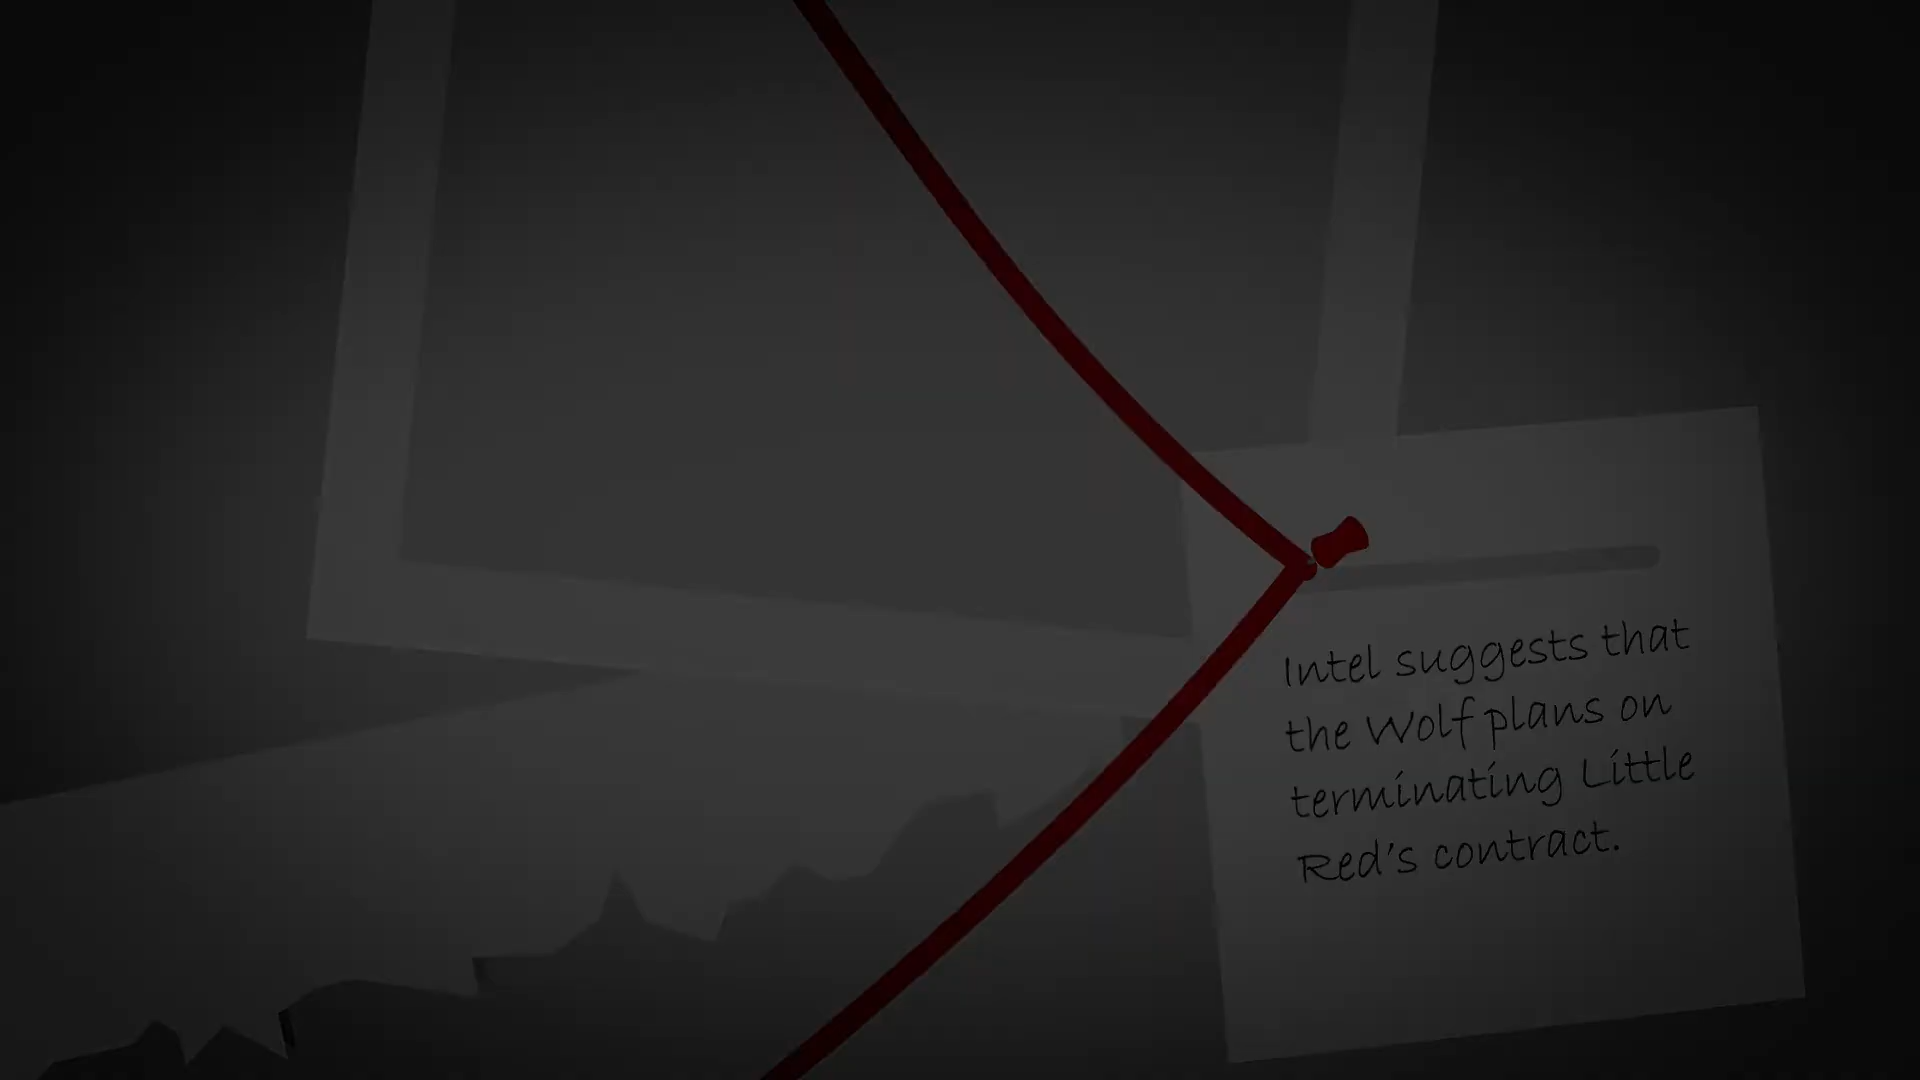 Intel suggests that
the Wolf plans on
terminating Little
Red's contract.